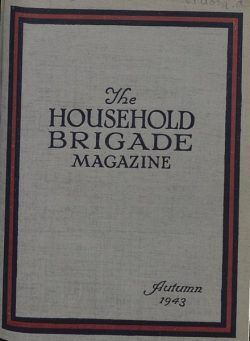 The
HOUSEHOLD
BRIGADE
MAGAZINE
Autumn
1943